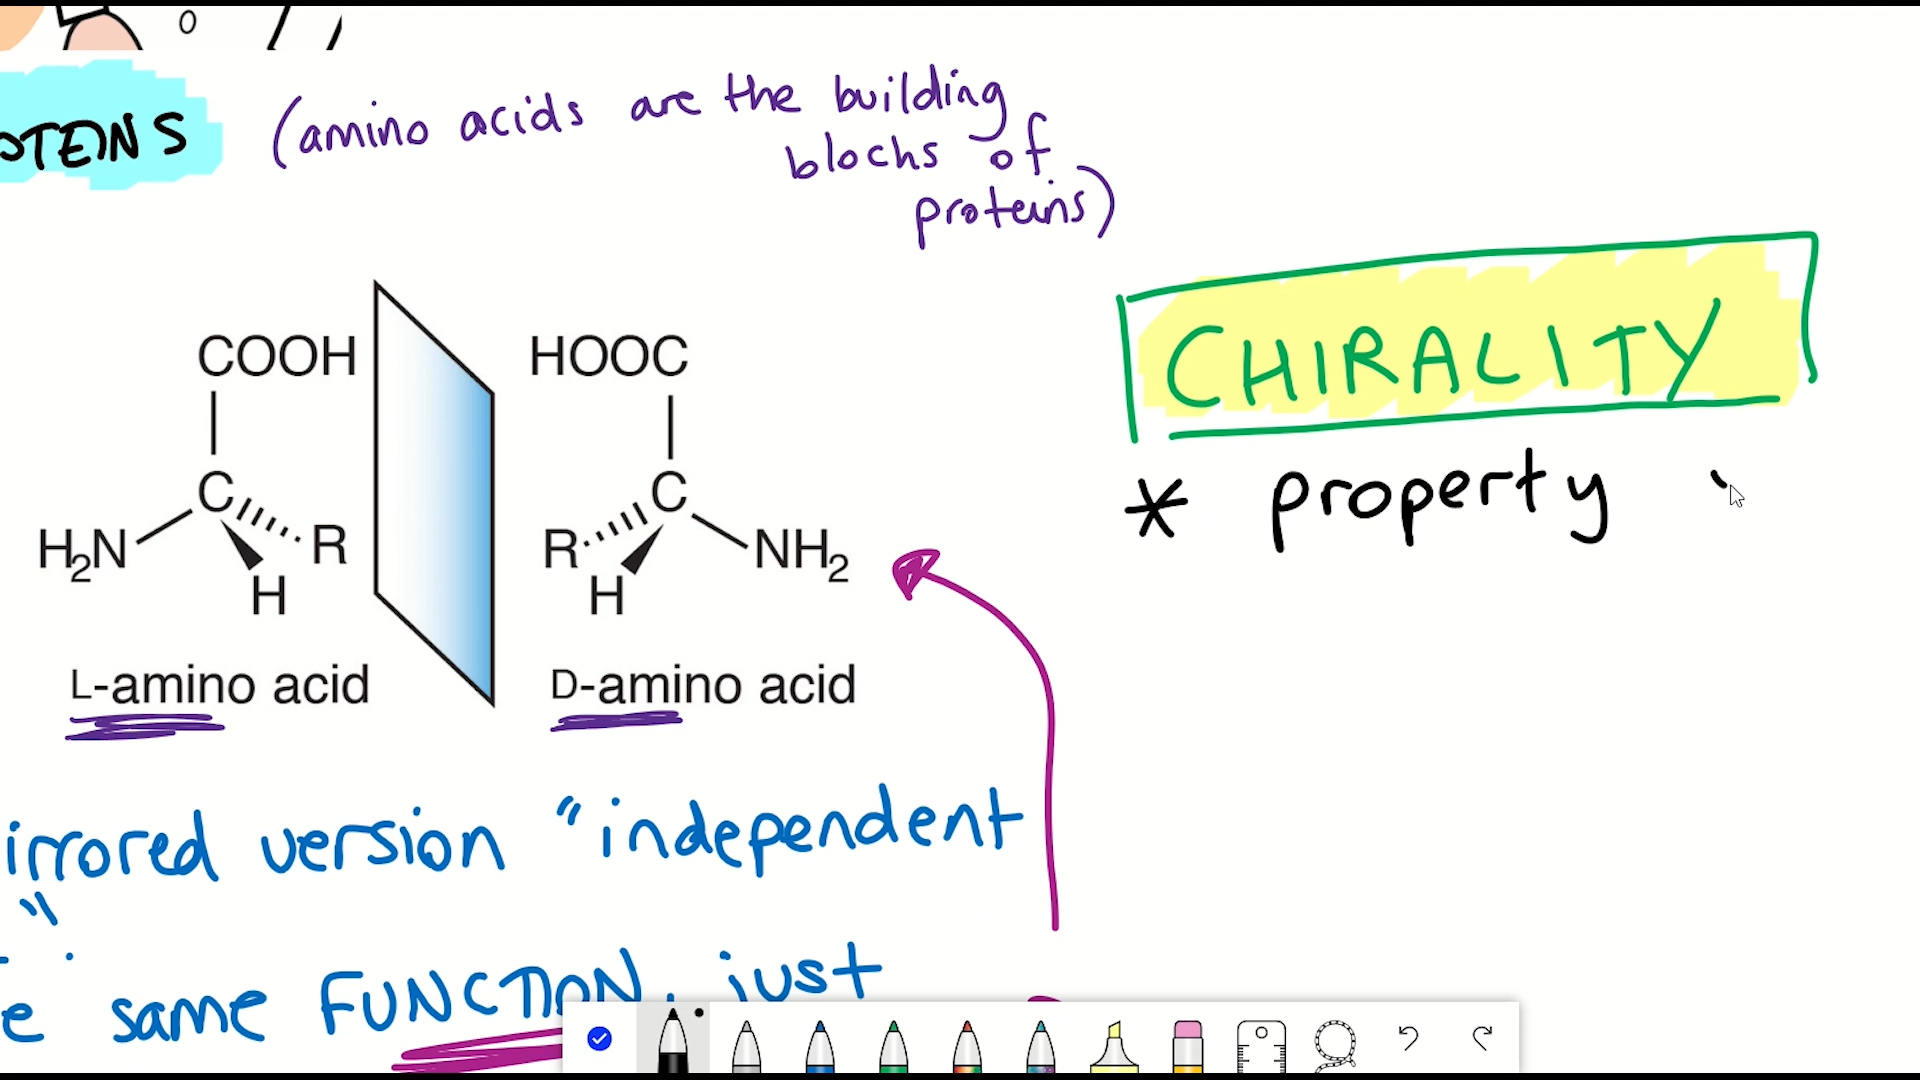 OTEINS (amino acids are the building
blochs of
proteins)
CHIRALITY
* property
COOH HOOC
C C
H2N R R NH2
H H
L-amino acid D-amino acid
irrored version "independent
"
e same FUNCTION, just